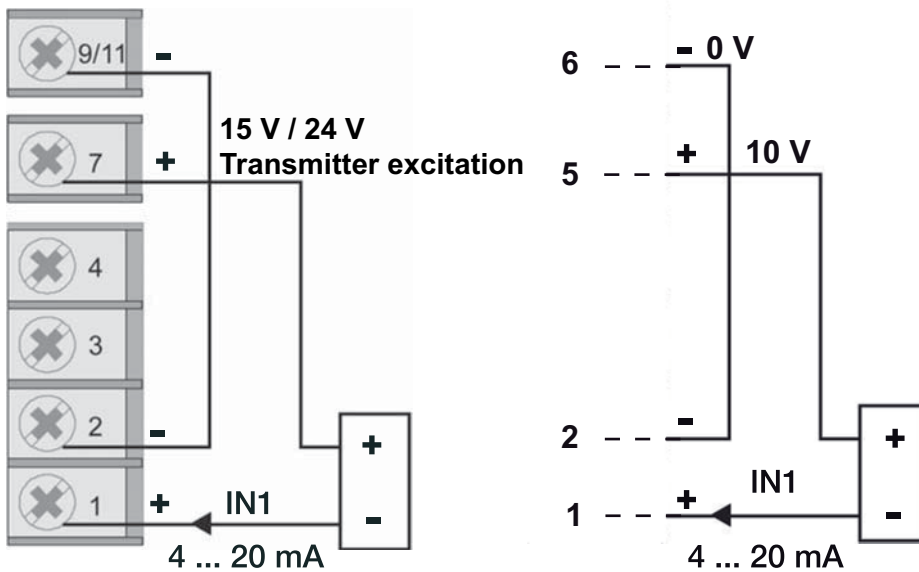 9/11 -
15 V / 24 V
Transmitter excitation
7 +
4
3
2 -
+
1 + IN1
-
4 ... 20 mA
6 - 0 V
5 + 10 V
2 -
+
1 + IN1
-
4 ... 20 mA